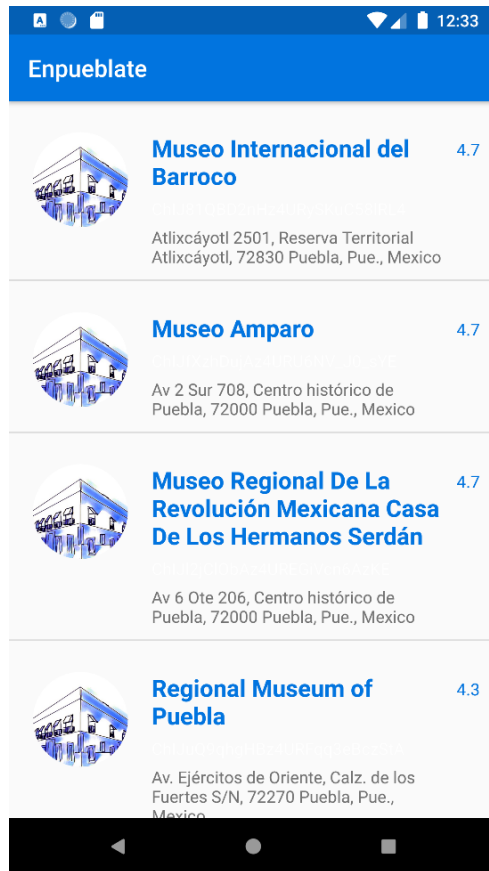 12:33
Enpueblate
Museo Internacional del
Barroco
4.7
Atlixcáyotl 2501, Reserva Territorial
Atlixcáyotl, 72830 Puebla, Pue., Mexico
Museo Amparo
4.7
Av 2 Sur 708, Centro histórico de
Puebla, 72000 Puebla, Pue., Mexico
Museo Regional De La
Revolución Mexicana Casa
De Los Hermanos Serdán
4.7
Av 6 Ote 206, Centro histórico de
Puebla, 72000 Puebla, Pue., Mexico
Regional Museum of
Puebla
4.3
Av. Ejércitos de Oriente, Calz. de los
Fuertes S/N, 72270 Puebla, Pue.,
Mexico